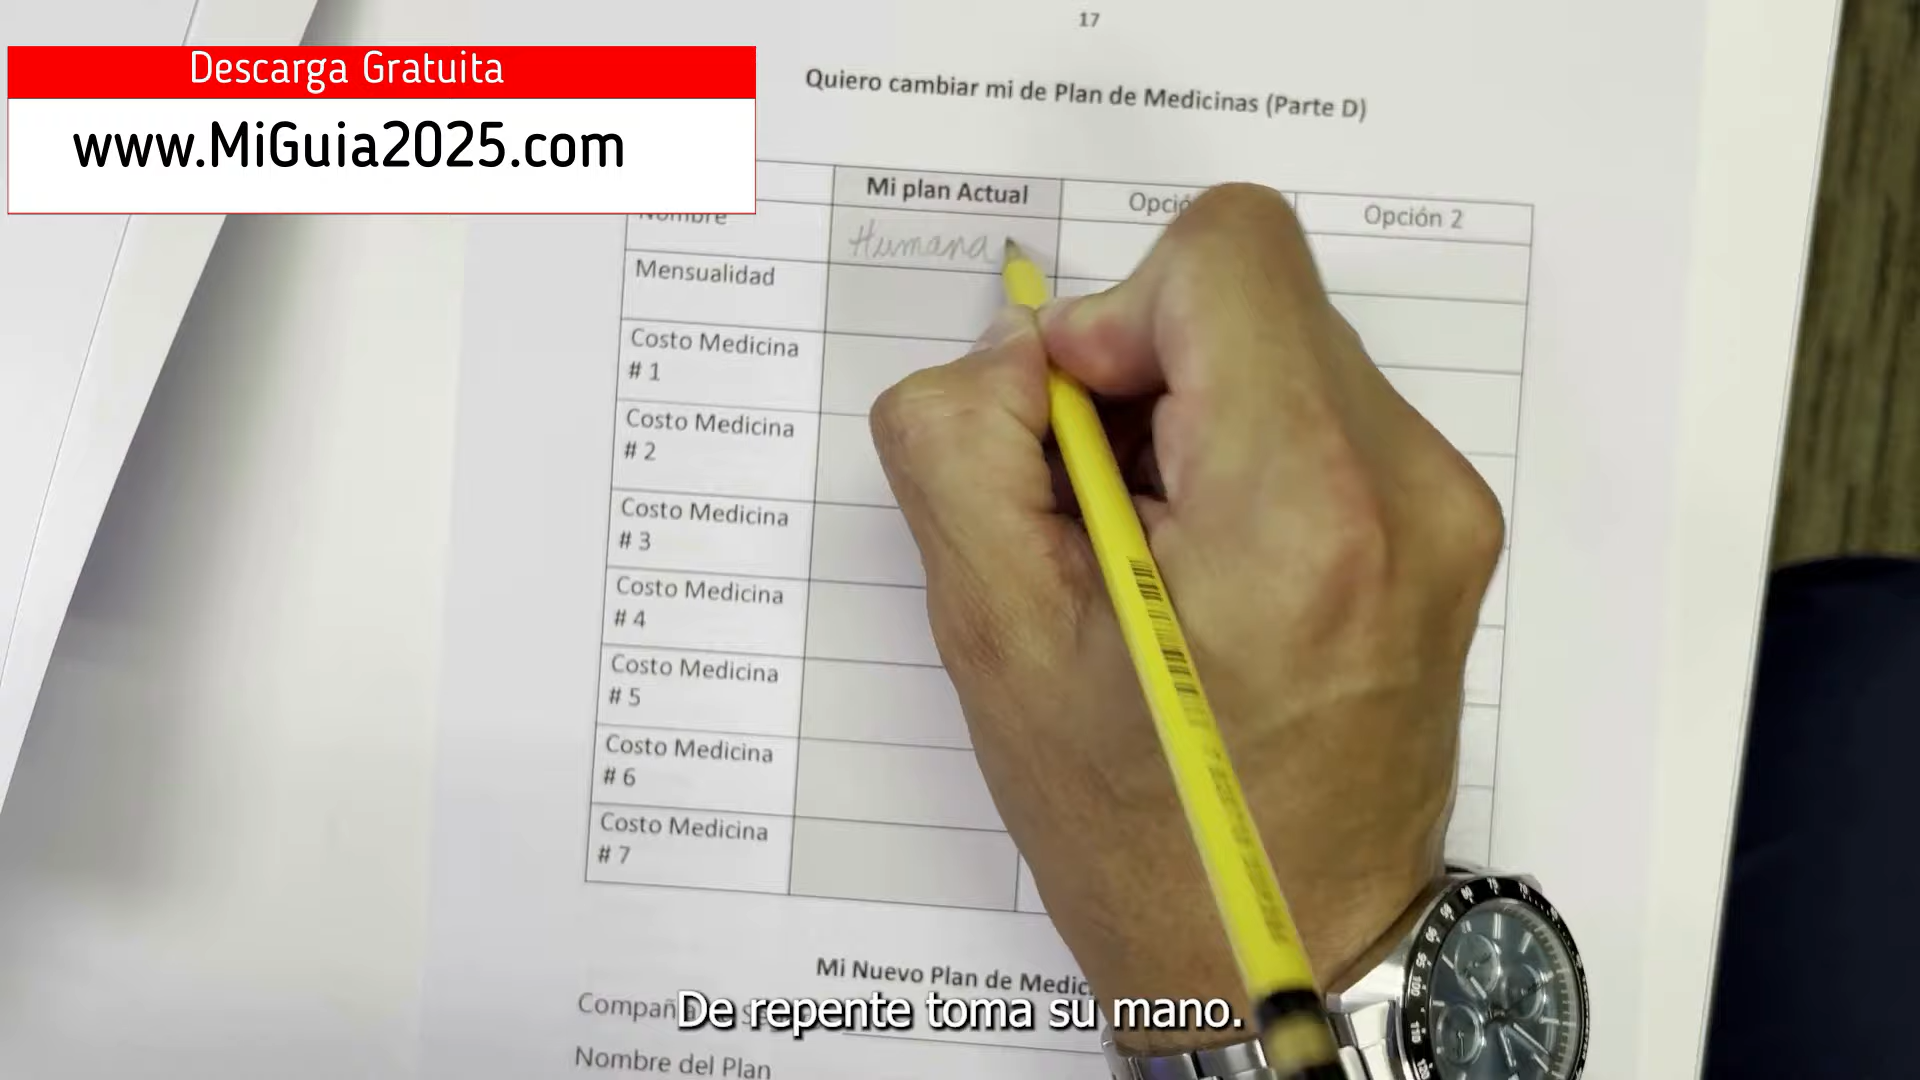 17
Descarga Gratuita
www.MiGuia2025.com
Quiero cambiar mi de Plan de Medicinas (Parte D)
Mi plan Actual
Opción 2
Nombre
Humana
Mensualidad
Costo Medicina
# 1
Costo Medicina
# 2
Costo Medicina
# 3
Costo Medicina
# 4
Costo Medicina
# 5
Costo Medicina
# 6
Costo Medicina
# 7
Mi Nuevo Plan de
De repente toma su mano.
Nombre del Plan